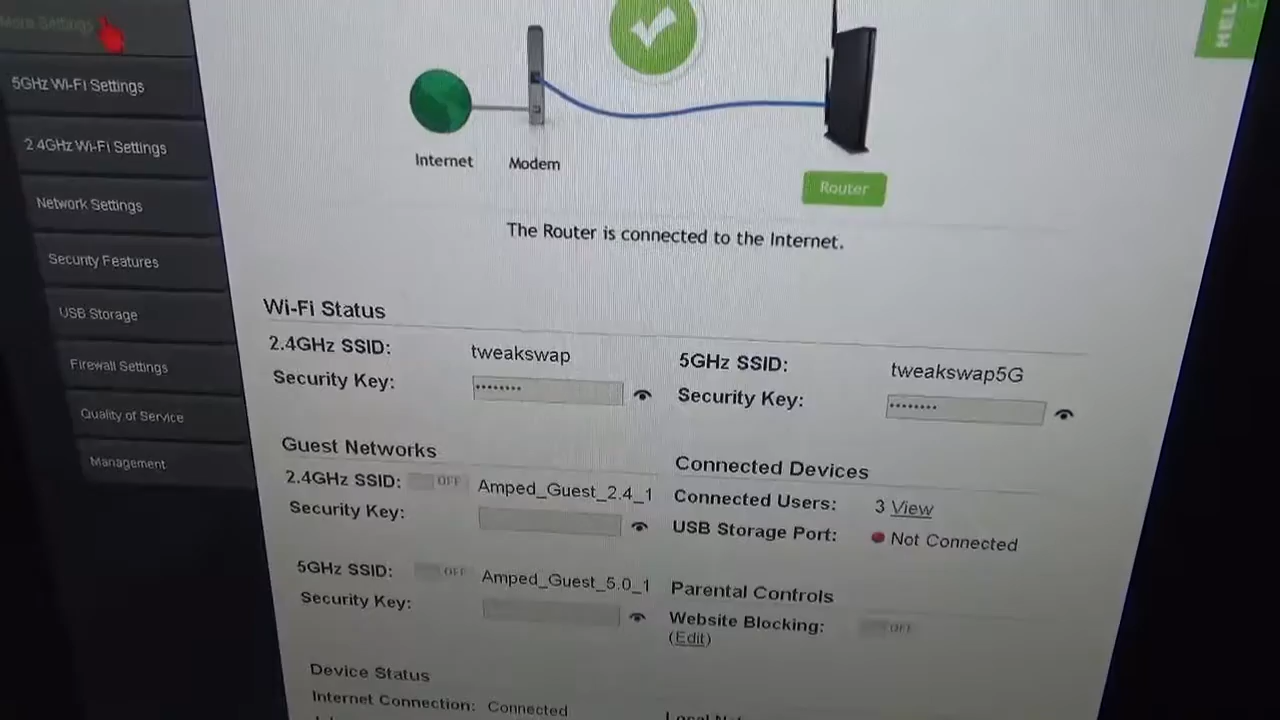 More Settings
5GHz Wi-Fi Settings
2.4GHz Wi-Fi Settings
Network Settings
Security Features
USB Storage
Firewall Settings
Quality of Service
Management
HEL
Internet
Modem
Router
The Router is connected to the Internet.
Wi-Fi Status
2.4GHz SSID: tweakswap
Security Key: ••••••••
5GHz SSID: tweakswap5G
Security Key: ••••••••
Guest Networks
2.4GHz SSID: OFF Amped_Guest_2.4_1
Security Key:
5GHz SSID: OFF Amped_Guest_5.0_1
Security Key:
Connected Devices
Connected Users: 3 View
USB Storage Port: Not Connected
Parental Controls
Website Blocking: OFF
(Edit)
Device Status
Internet Connection: Connected